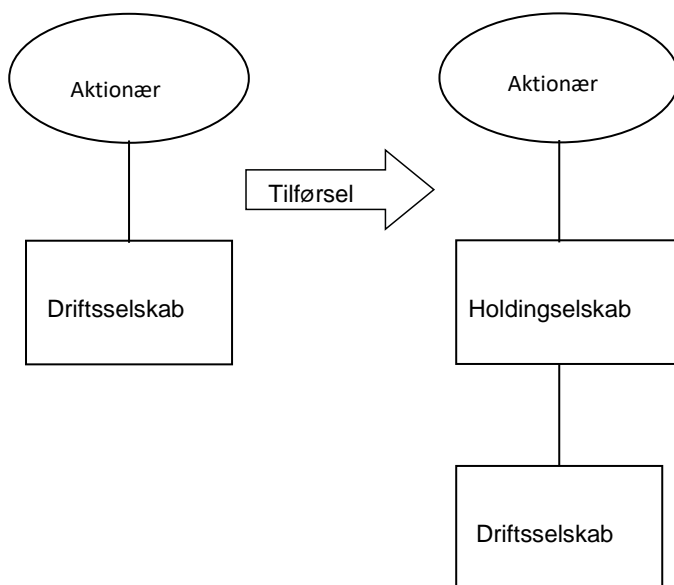 Aktionær
Aktionær
Tilførsel
Driftsselskab
Holdingselskab
Driftsselskab